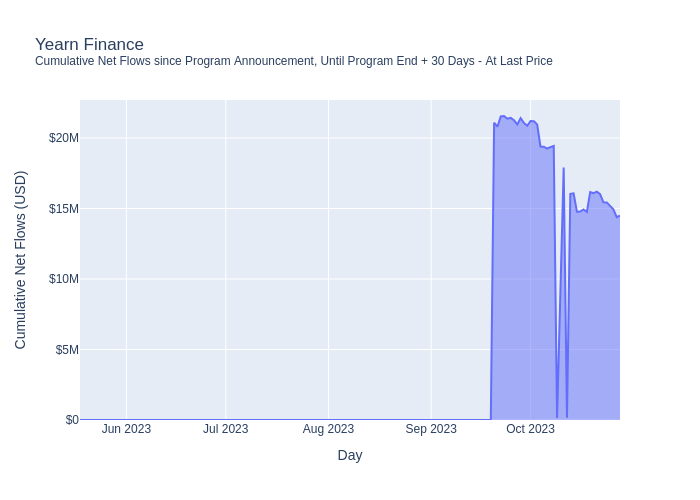 Yearn Finance
Cumulative Net Flows since Program Announcement, Until Program End + 30 Days - At Last Price
Cumulative Net Flows (USD)
$20M
$15M
$10M
$5M
$0
Jun 2023
Jul 2023
Aug 2023
Sep 2023
Oct 2023
Day